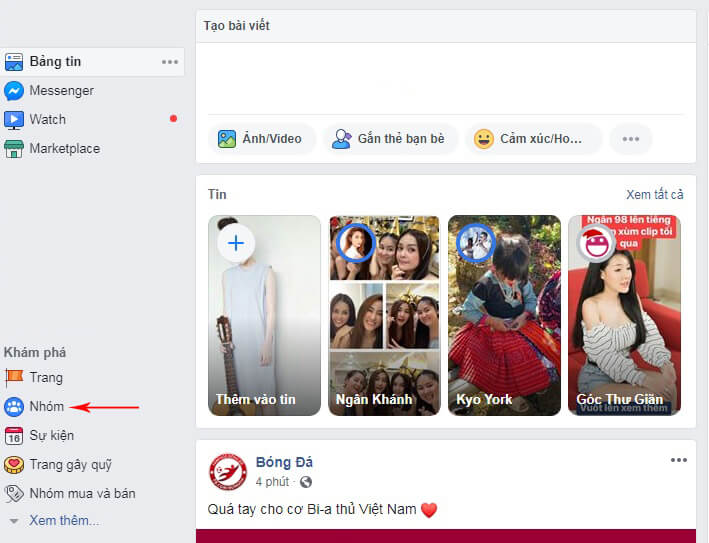 Bảng tin
Messenger
Watch
Marketplace
Khám phá
Trang
Nhóm
16
Sự kiện
Trang gây quỹ
Nhóm mua và bán
Xem thêm...
Tạo bài viết
Ảnh/Video
Gắn thẻ bạn bè
Cảm xúc/Ho...
Tin
Xem tất cả
Thêm vào tin
Ngân Khánh
Kyo York
Ngân 98 lên tiếng
xùm clip tối
qua
Góc Thư Giãn
Vuốt lên xem thêm
Bóng Đá
4 phút ·
Quá tay cho cơ Bi-a thủ Việt Nam